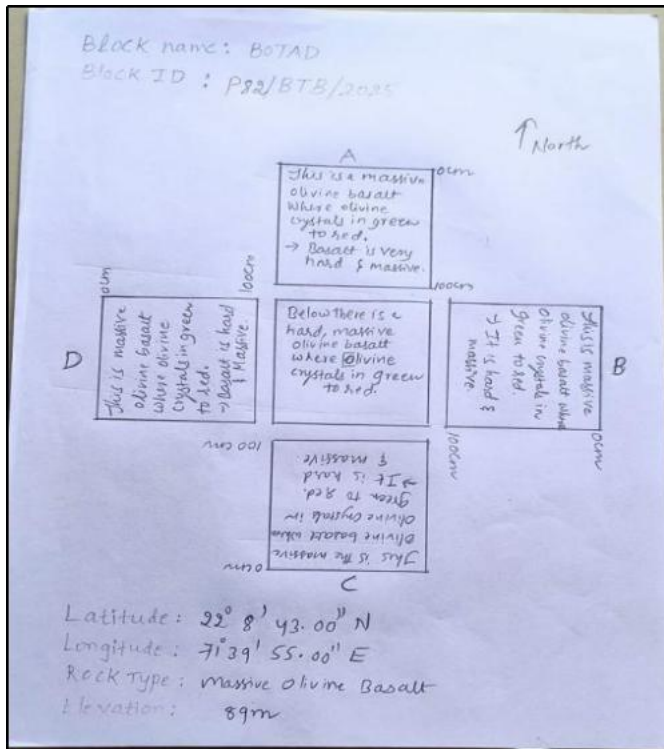 Block name: BOTAD
Block ID : P82/BTB/2025
↑ North
A
0cm
This is a massive
olivine basalt
where olivine
crystals in green
to red.
→ Basalt is very
hard & massive.
100cm
D
0cm
100cm
This is massive
olivine basalt
where olivine
crystals in green
to red.
→ Basalt is hard
& Massive.
Below there is a
hard, massive
olivine basalt
where Olivine
crystals in green
to red.
B
0cm
100cm
This is massive
olivine basalt whose
olivine crystals in
green to red.
→ It is hard &
massive.
C
0cm
100 cm
This is the massive
olivine basalt where
olivine crystals in
green to red.
→ It is hard
& massive.
Latitude: 22° 8' 43.00" N
Longitude: 71°39' 55.00" E
Rock Type: Massive Olivine Basalt
Elevation: 89m